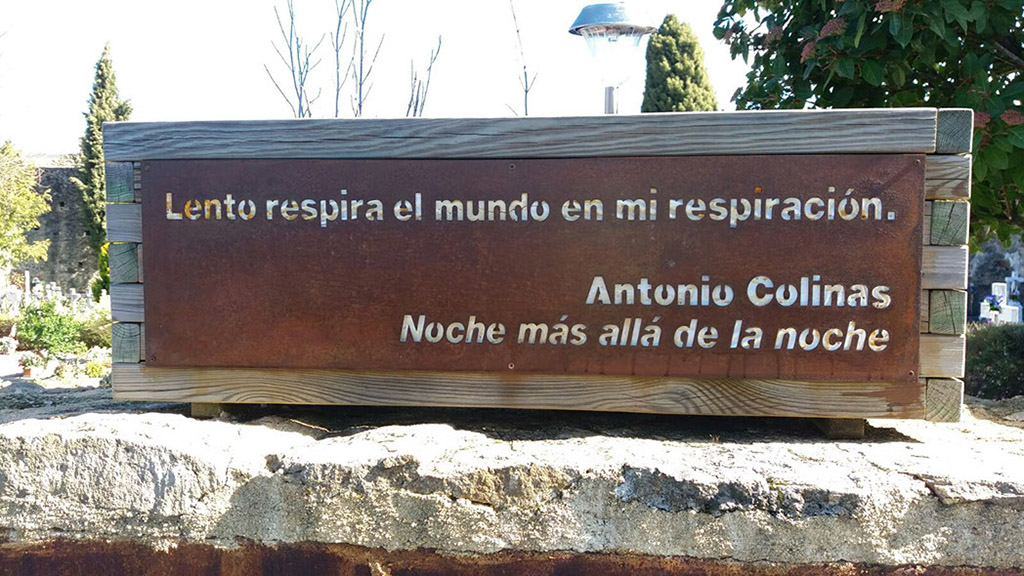 Lento respira el mundo en mi respiración.
Antonio Colinas
Noche más allá de la noche